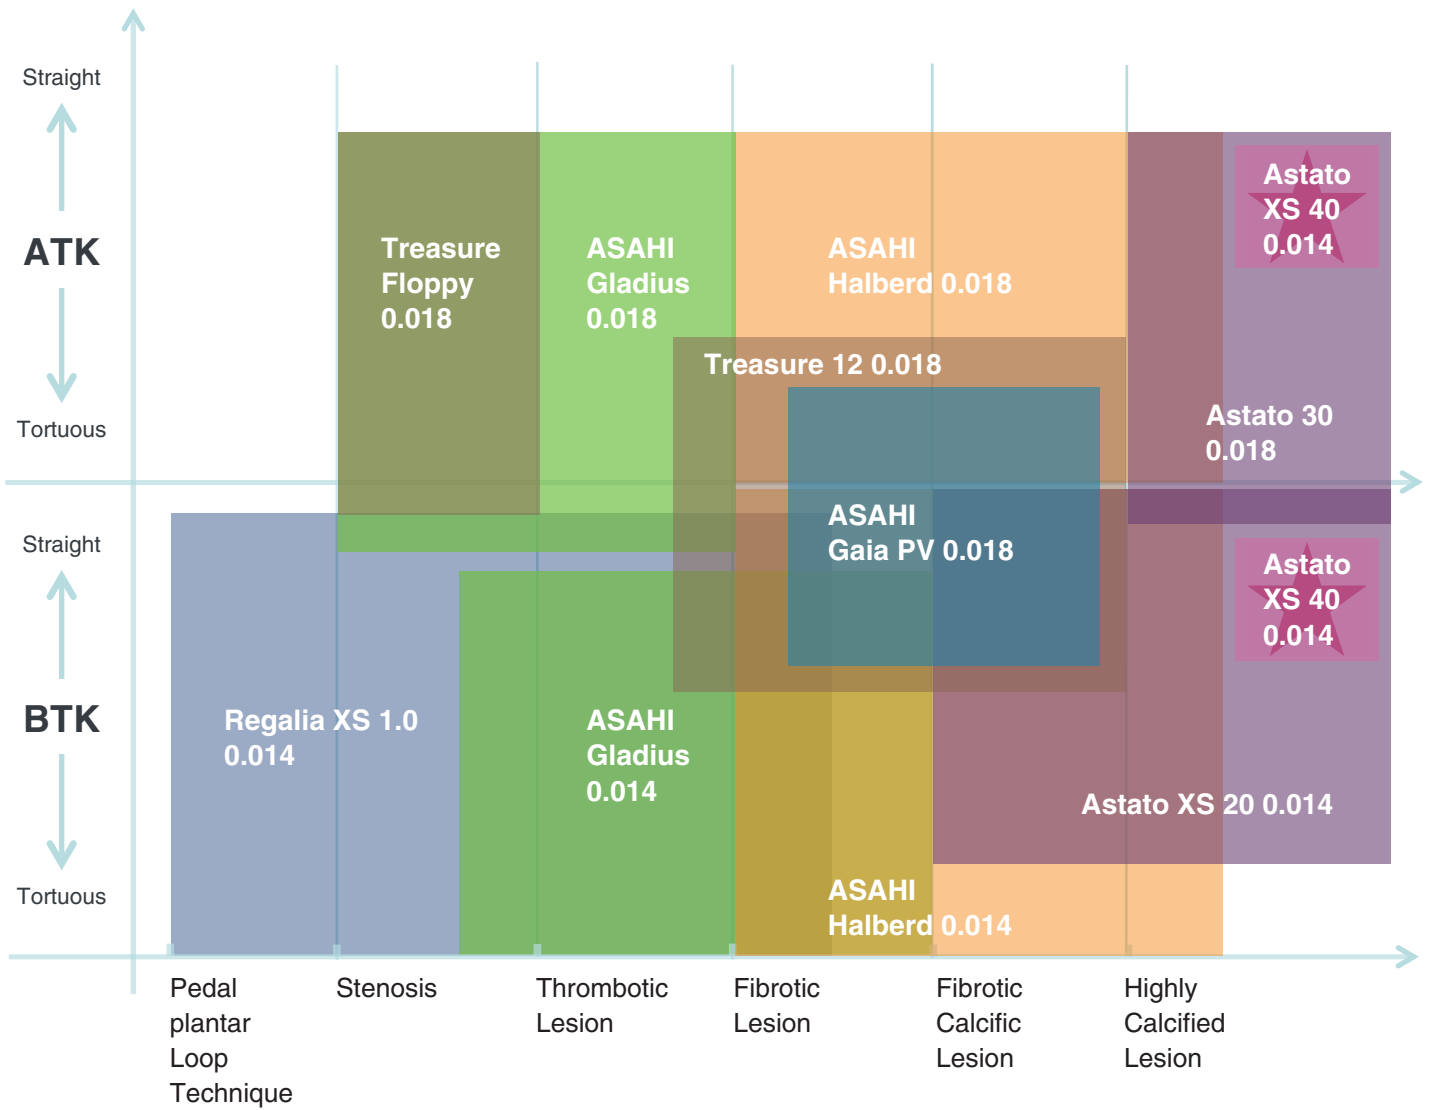 Straight
ATK
Tortuous
Straight
BTK
Tortuous
Treasure
Floppy
0.018
ASAHI
Gladius
0.018
ASAHI
Halberd 0.018
Astato
XS 40
0.014
Treasure 12 0.018
Astato 30
0.018
ASAHI
Gaia PV 0.018
Astato
XS 40
0.014
Regalia XS 1.0
0.014
ASAHI
Gladius
0.014
Astato XS 20 0.014
ASAHI
Halberd 0.014
Pedal
plantar
Loop
Technique
Stenosis
Thrombotic
Lesion
Fibrotic
Lesion
Fibrotic
Calcific
Lesion
Highly
Calcified
Lesion